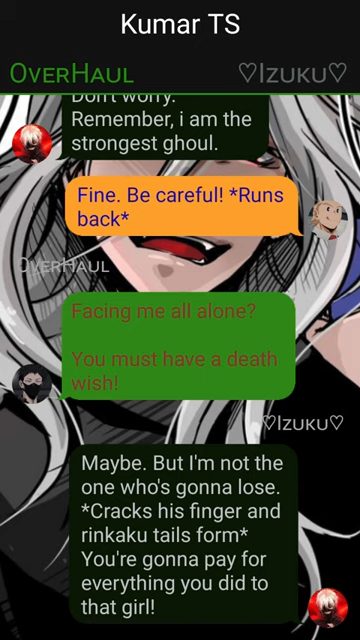 Kumar TS
OVERHAUL ♡IZUKU♡
Don't worry.
Remember, i am the
strongest ghoul.
Fine. Be careful! *Runs
back*
OVERHAUL
Facing me all alone?
You must have a death
wish!
♡IZUKU♡
Maybe. But I'm not the
one who's gonna lose.
*Cracks his finger and
rinkaku tails form*
You're gonna pay for
everything you did to
that girl!